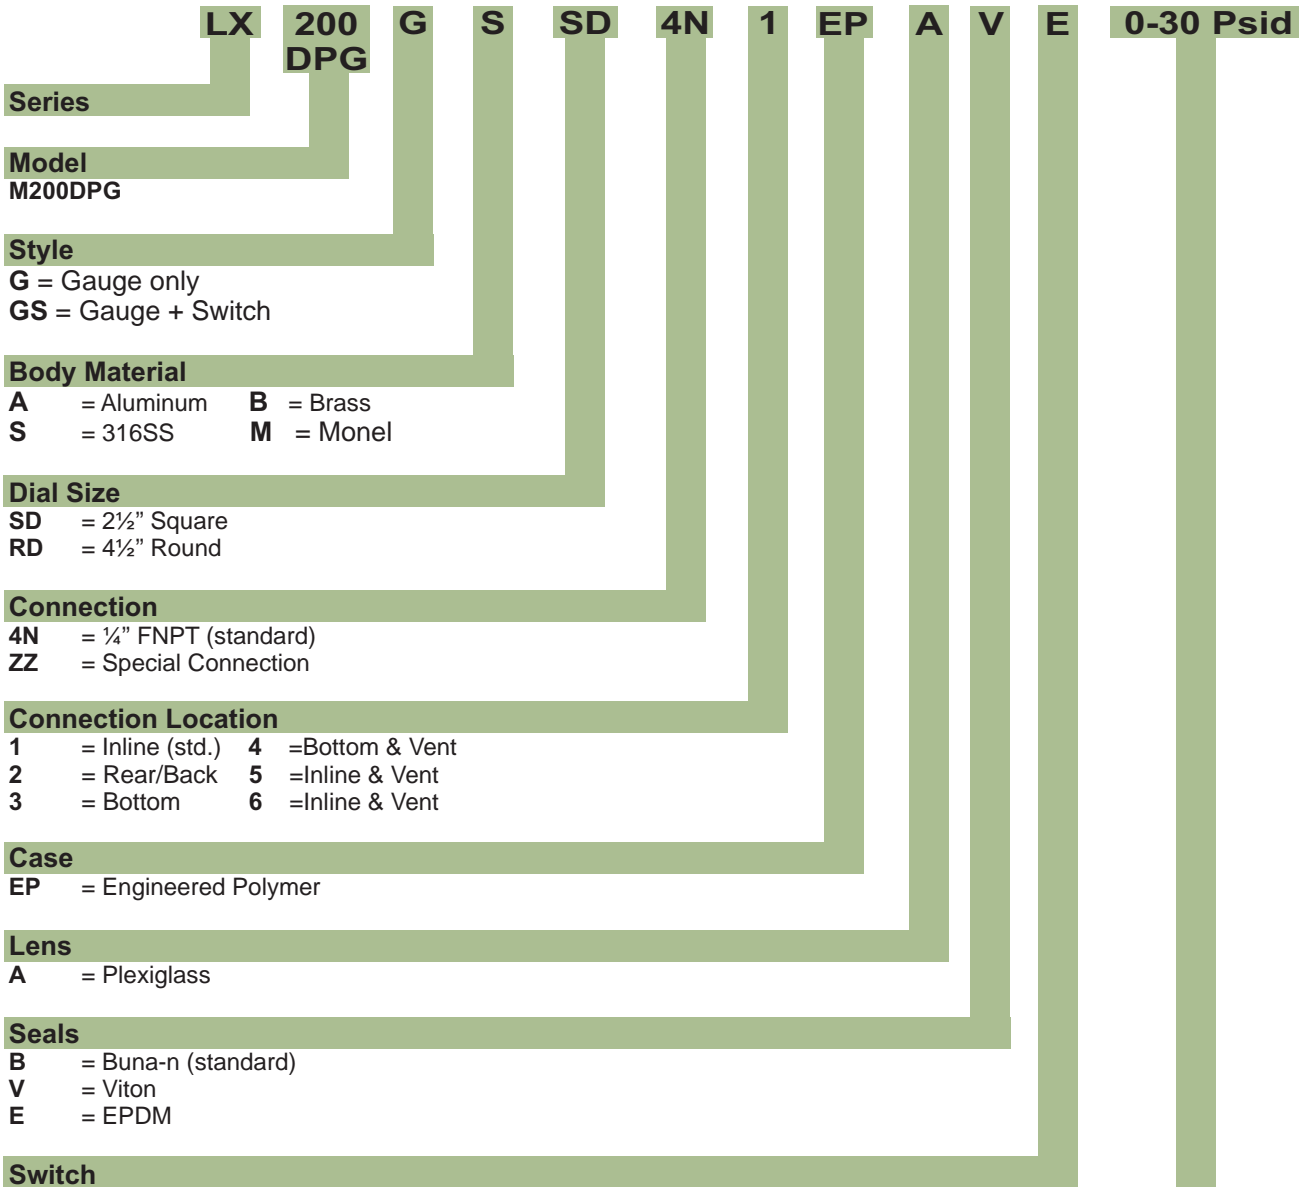 LX 200 DPG G S SD 4N 1 EP A V E 0-30 Psid
Series
Model
M200DPG
Style
G = Gauge only
GS = Gauge + Switch
Body Material
A = Aluminum B = Brass
S = 316SS M = Monel
Dial Size
SD = 2½” Square
RD = 4½” Round
Connection
4N = ¼” FNPT (standard)
ZZ = Special Connection
Connection Location
1 = Inline (std.) 4 =Bottom & Vent
2 = Rear/Back 5 =Inline & Vent
3 = Bottom 6 =Inline & Vent
Case
EP = Engineered Polymer
Lens
A = Plexiglass
Seals
B = Buna-n (standard)
V = Viton
E = EPDM
Switch